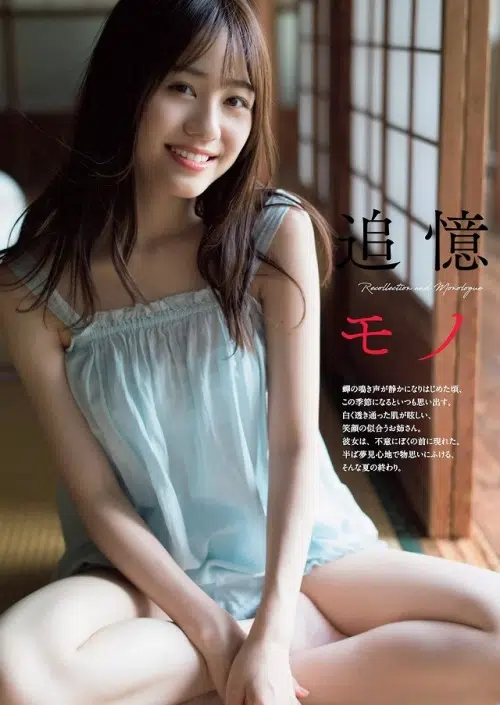 追憶
Recollection and Monologue
モノ
蟬の鳴き声が静かになりはじめた頃、
この季節になるといつも思い出す。
白く透き通った肌が眩しい、
笑顔の似合うお姉さん。
彼女は、不意にぼくの前に現れた。
半ば夢見心地で物思いにふける、
そんな夏の終わり。